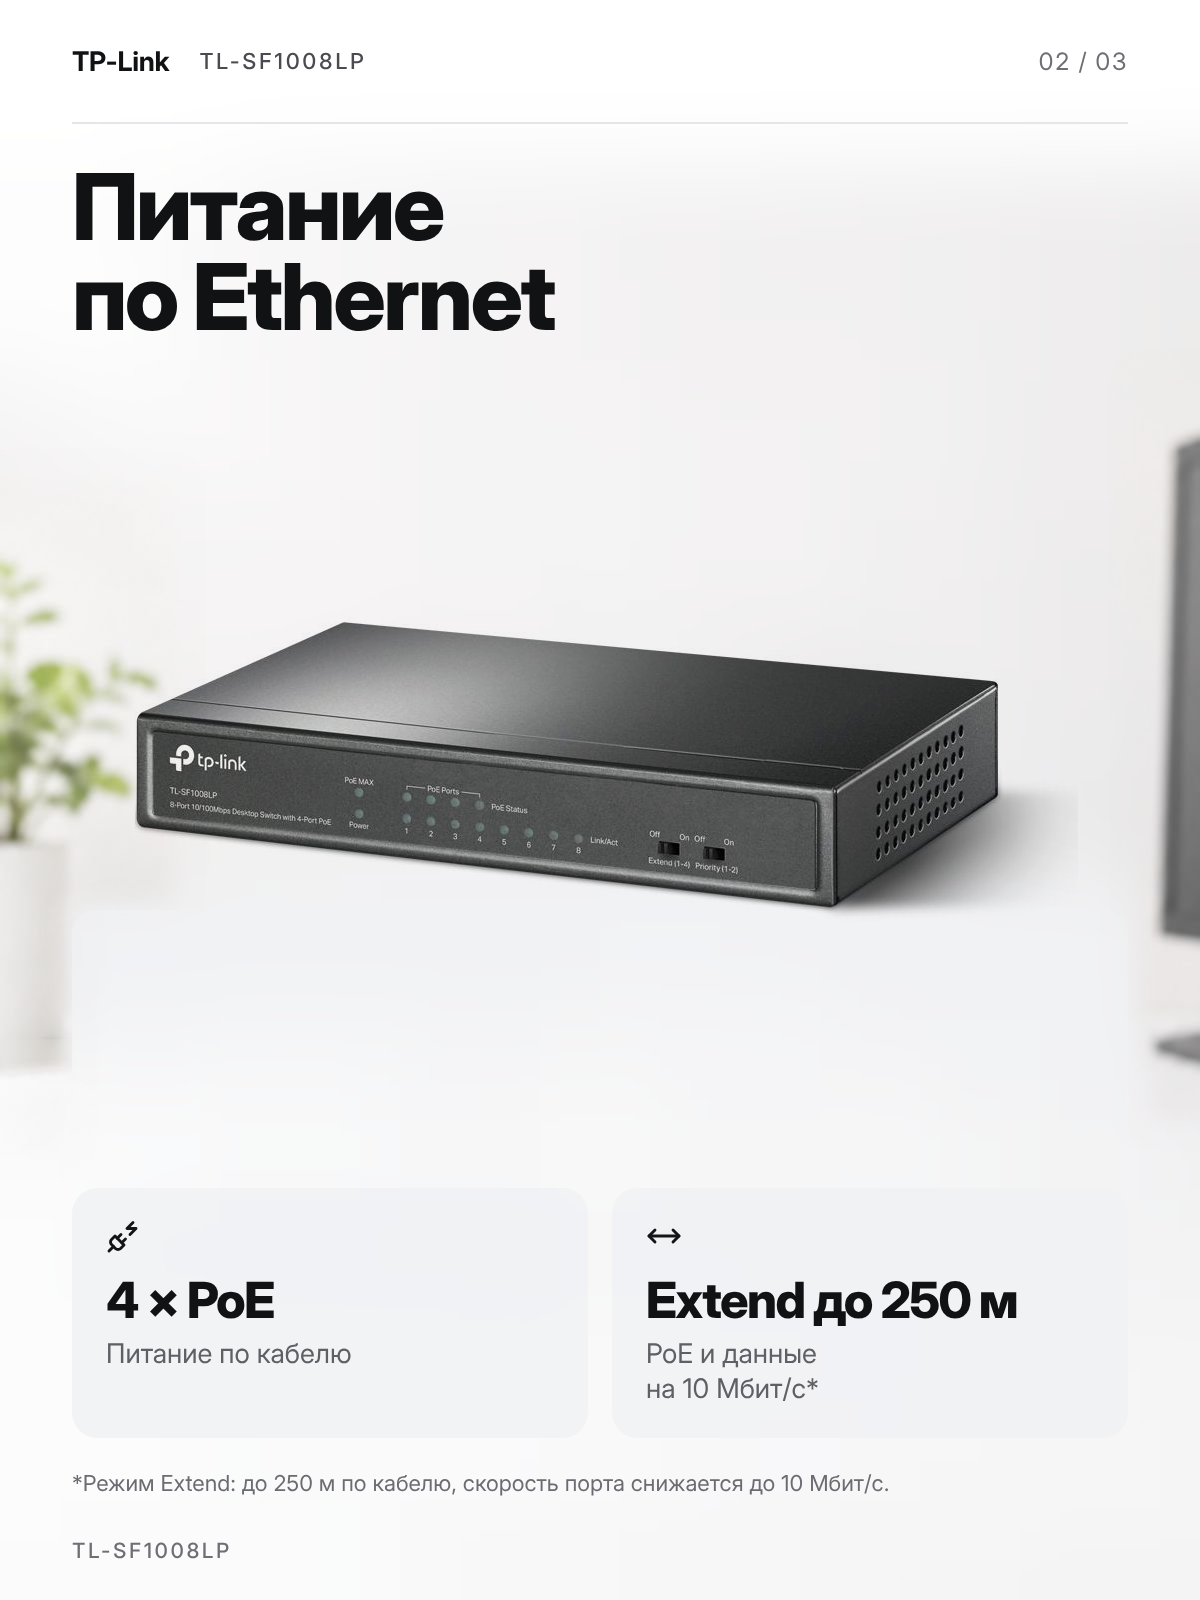 TP-Link TL-SF1008LP 02 / 03
Питание
по Ethernet
tp-link
TL-SF1008LP
8-Port 10/100Mbps Desktop Switch with 4-Port PoE
PoE MAX
Power
PoE Ports
PoE Status
1 2 3 4 5 6 7 8
Link/Act
Off On Off On
Extend (1-4) Priority (1-2)
4 × PoE
Питание по кабелю
Extend до 250 м
PoE и данные
на 10 Мбит/с*
*Режим Extend: до 250 м по кабелю, скорость порта снижается до 10 Мбит/с.
TL-SF1008LP